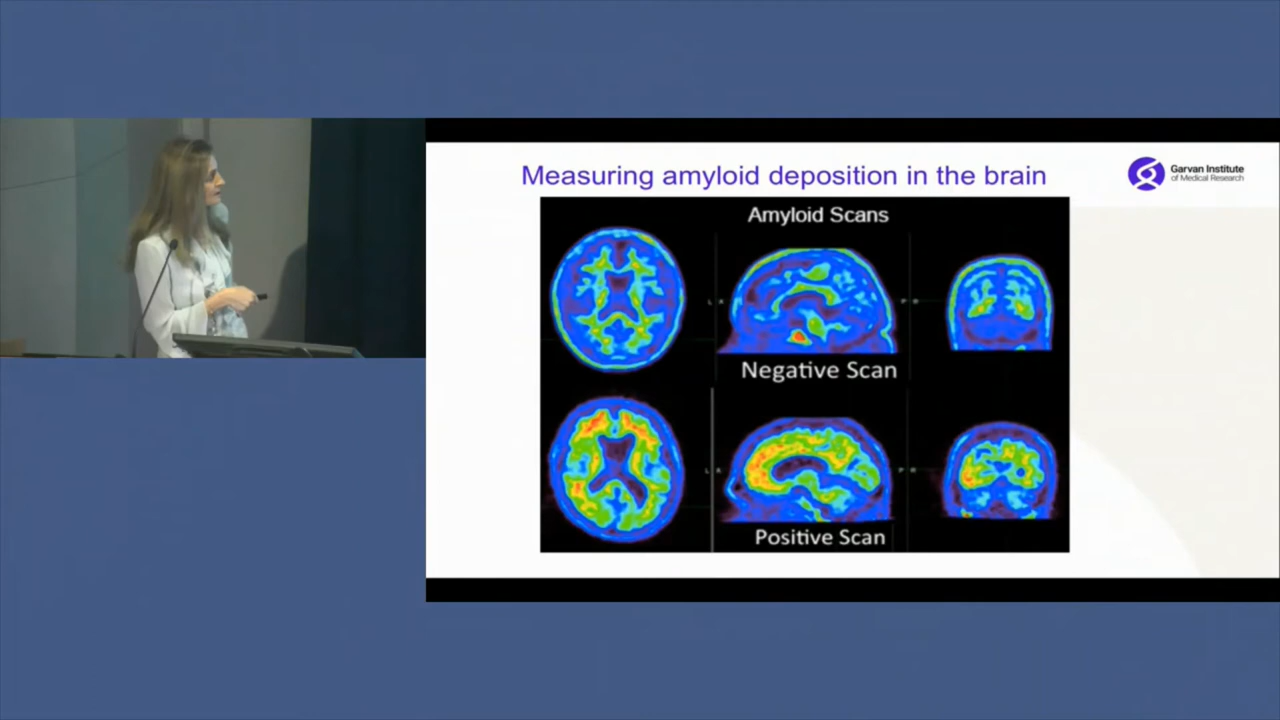 Measuring amyloid deposition in the brain
Garvan Institute
of Medical Research
Amyloid Scans
Negative Scan
Positive Scan